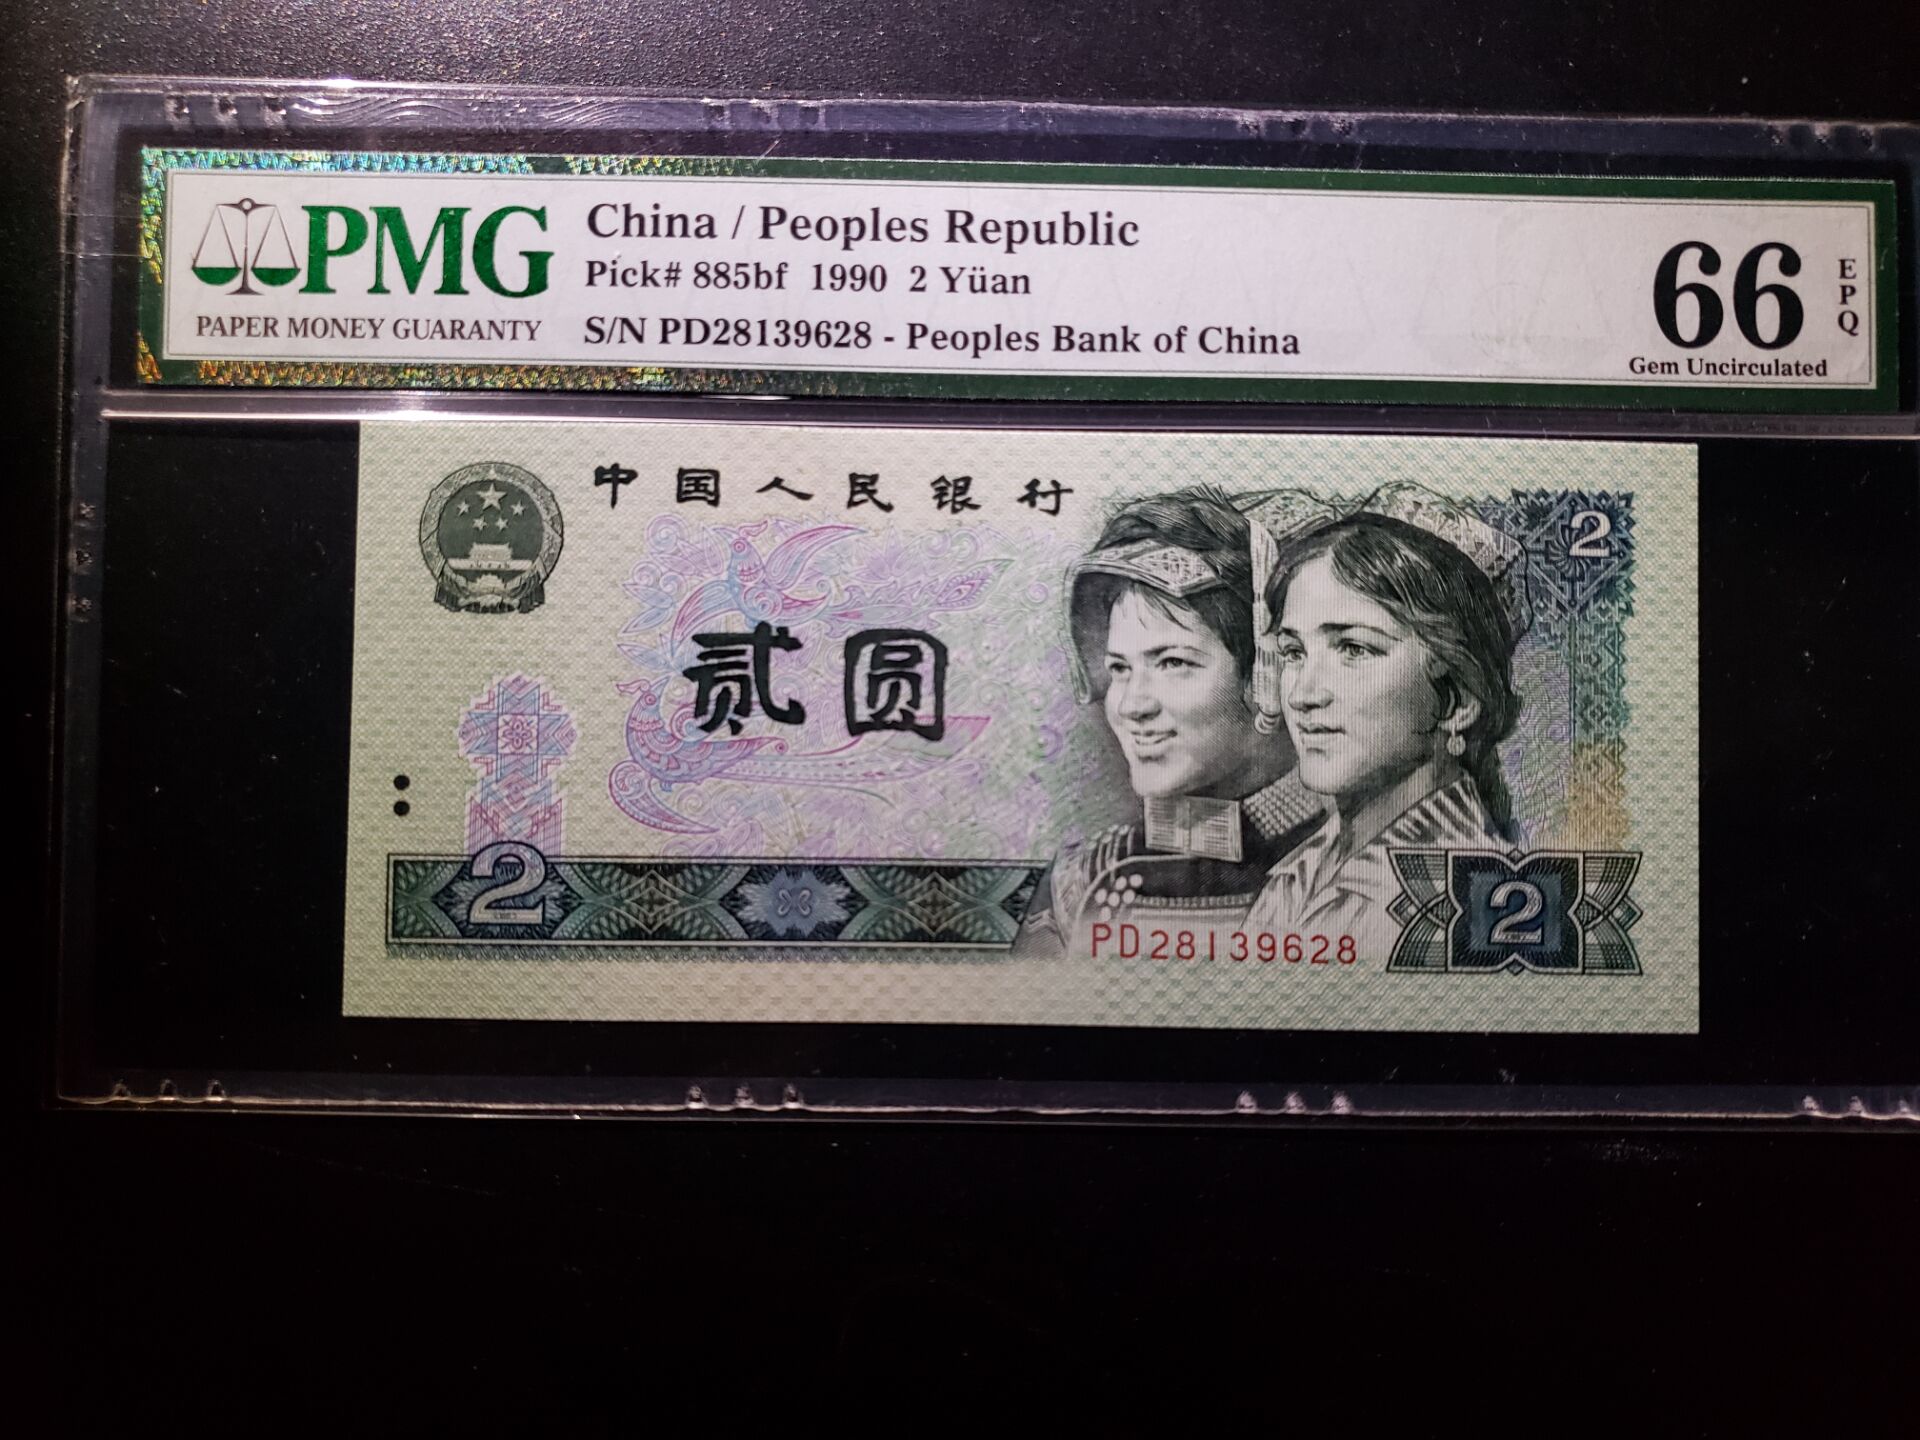 PMG
PAPER MONEY GUARANTY
China / Peoples Republic
Pick# 885bf 1990 2 Yüan
S/N PD28139628 - Peoples Bank of China
66
EPQ
Gem Uncirculated
中国人民银行
2
贰圆
2
2
PD28139628